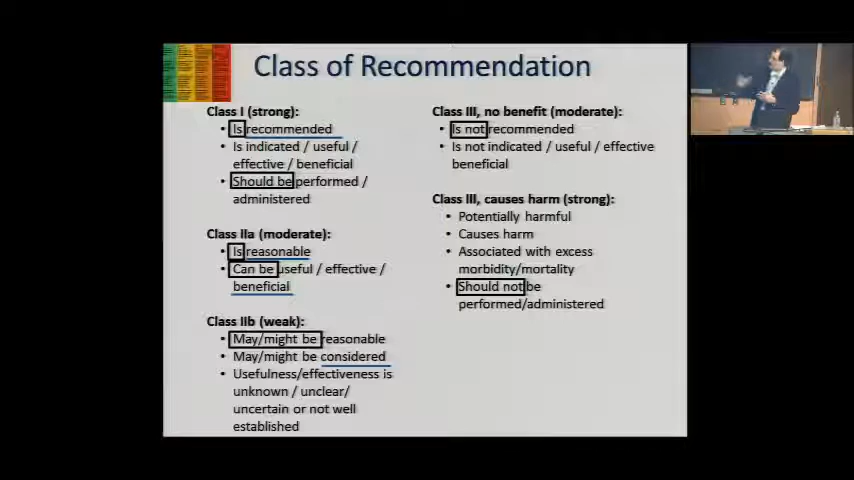 Class of Recommendation
Class I (strong):
• Is recommended
• Is indicated / useful /
effective / beneficial
• Should be performed /
administered
Class IIa (moderate):
• Is reasonable
• Can be useful / effective /
beneficial
Class IIb (weak):
• May/might be reasonable
• May/might be considered
• Usefulness/effectiveness is
unknown / unclear/
uncertain or not well
established
Class III, no benefit (moderate):
• Is not recommended
• Is not indicated / useful / effective
beneficial
Class III, causes harm (strong):
• Potentially harmful
• Causes harm
• Associated with excess
morbidity/mortality
• Should not be
performed/administered